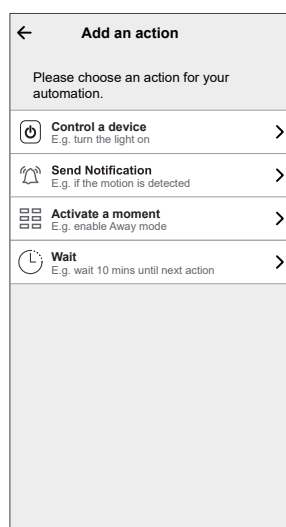 Add an action
Please choose an action for your
automation.
Control a device
E.g. turn the light on
Send Notification
E.g. if the motion is detected
Activate a moment
E.g. enable Away mode
Wait
E.g. wait 10 mins until next action